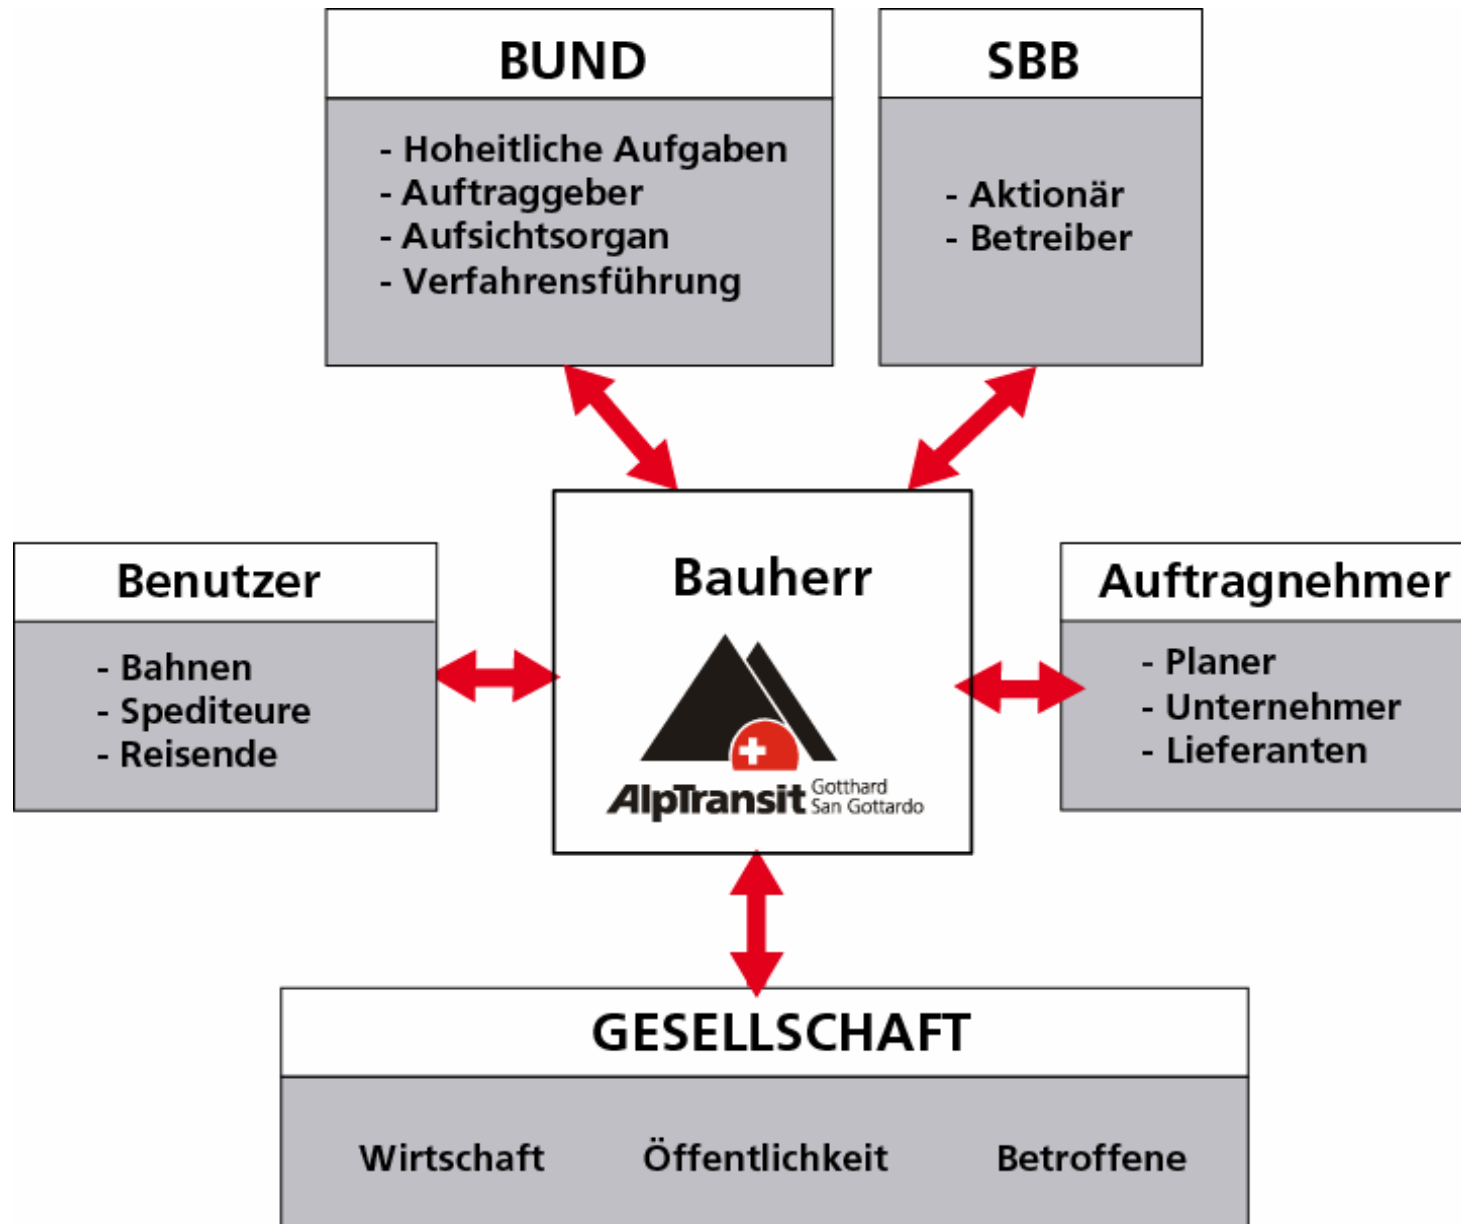 BUND
- Hoheitliche Aufgaben
- Auftraggeber
- Aufsichtsorgan
- Verfahrensführung
SBB
- Aktionär
- Betreiber
Benutzer
- Bahnen
- Spediteure
- Reisende
Bauherr
AlpTransit
Gotthard
San Gottardo
Auftragnehmer
- Planer
- Unternehmer
- Lieferanten
GESELLSCHAFT
Wirtschaft Öffentlichkeit Betroffene